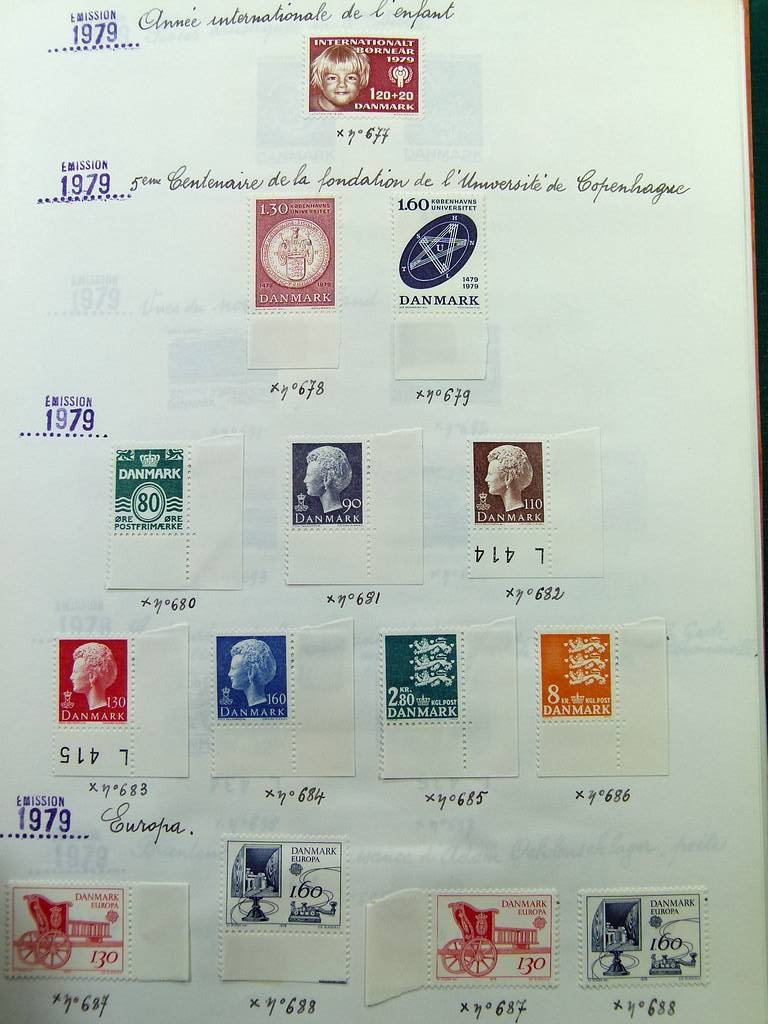 EMISSION
1979
Année internationale de l'enfant
INTERNATIONALT
BØRNEÅR
1979
1 20+20
DANMARK
x n° 677
EMISSION
1979
5eme Centenaire de la fondation de l'Université de Copenhague
1.30 KØBENHAVNS
UNIVERSITET
1479 1979
DANMARK
x n° 678
1.60 KØBENHAVNS
UNIVERSITET
1479
1979
DANMARK
x n° 679
EMISSION
1979
DANMARK
80
ØRE ØRE
POSTFRIMÆRKE
x n° 680
90
DANMARK
x n° 681
110
DANMARK
L 414
x n° 682
130
DANMARK
L 415
x n° 683
160
DANMARK
x n° 684
KR.
2.80 KGL.POST
DANMARK
x n° 685
8 KR. KGL.POST
DANMARK
x n° 686
EMISSION
1979
Europa.
DANMARK
EUROPA
130
x n° 687
DANMARK
EUROPA
160
x n° 688
DANMARK
EUROPA
130
x n° 687
DANMARK
EUROPA
160
x n° 688